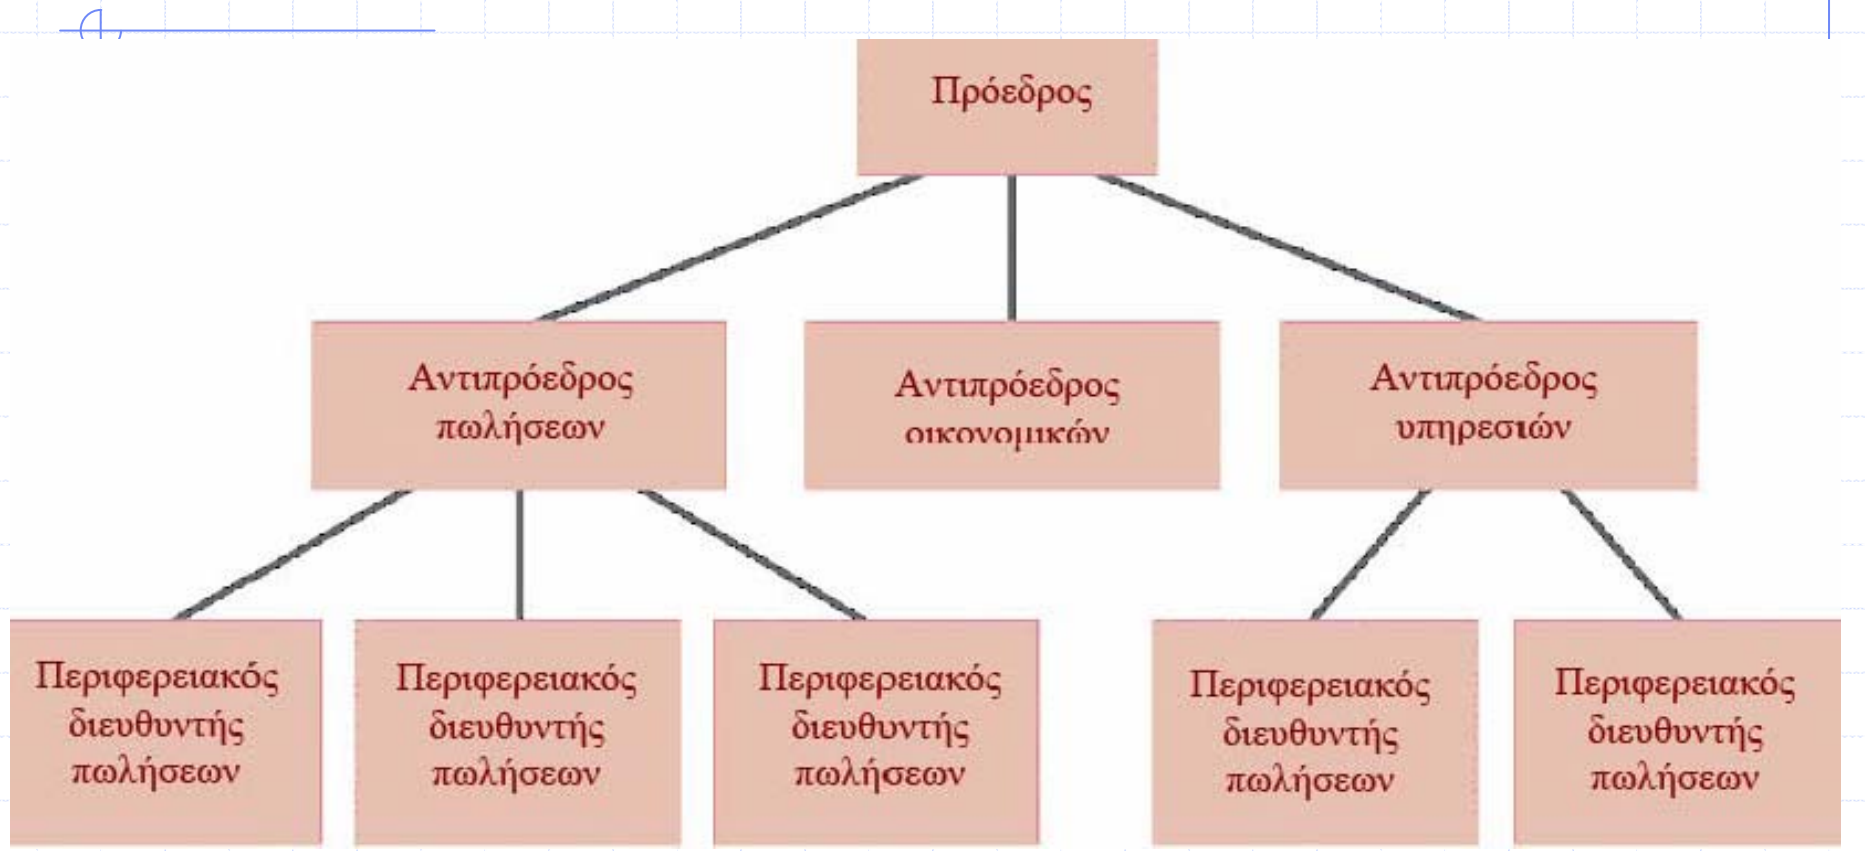 Πρόεδρος
Αντιπρόεδρος
πωλήσεων
Αντιπρόεδρος
οικονομικών
Αντιπρόεδρος
υπηρεσιών
Περιφερειακός
διευθυντής
πωλήσεων
Περιφερειακός
διευθυντής
πωλήσεων
Περιφερειακός
διευθυντής
πωλήσεων
Περιφερειακός
διευθυντής
πωλήσεων
Περιφερειακός
διευθυντής
πωλήσεων